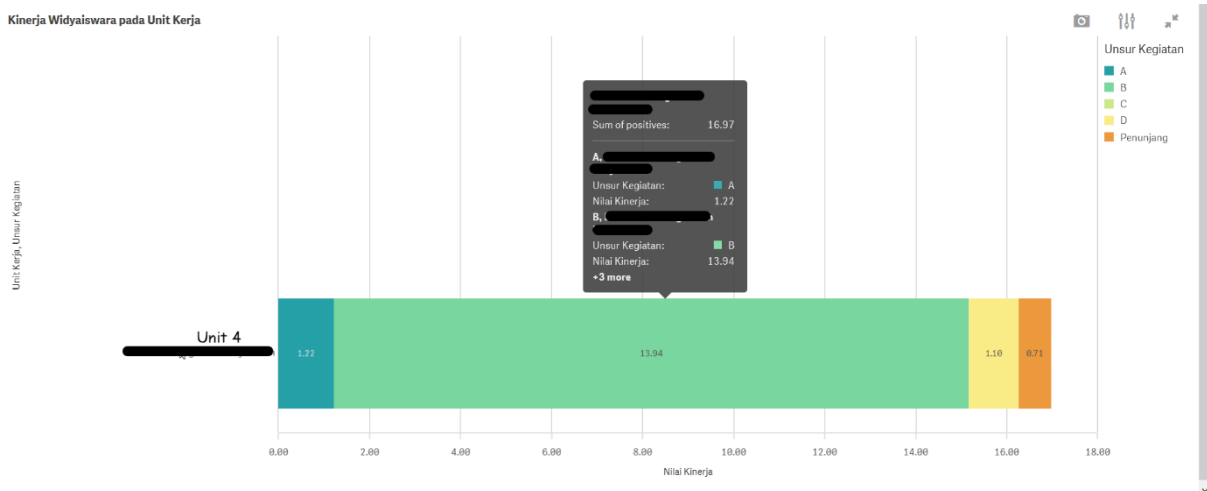 Kinerja Widyaiswara pada Unit Kerja
Unsur Kegiatan
A
B
C
D
Penunjang
Sum of positives: 16.97
A,
Unsur Kegiatan: A
Nilai Kinerja: 1.22
B,
Unsur Kegiatan: B
Nilai Kinerja: 13.94
+3 more
Unit Kerja, Unsur Kegiatan
Unit 4
1.22
13.94
1.10
0.71
0.00 2.00 4.00 6.00 8.00 10.00 12.00 14.00 16.00 18.00
Nilai Kinerja